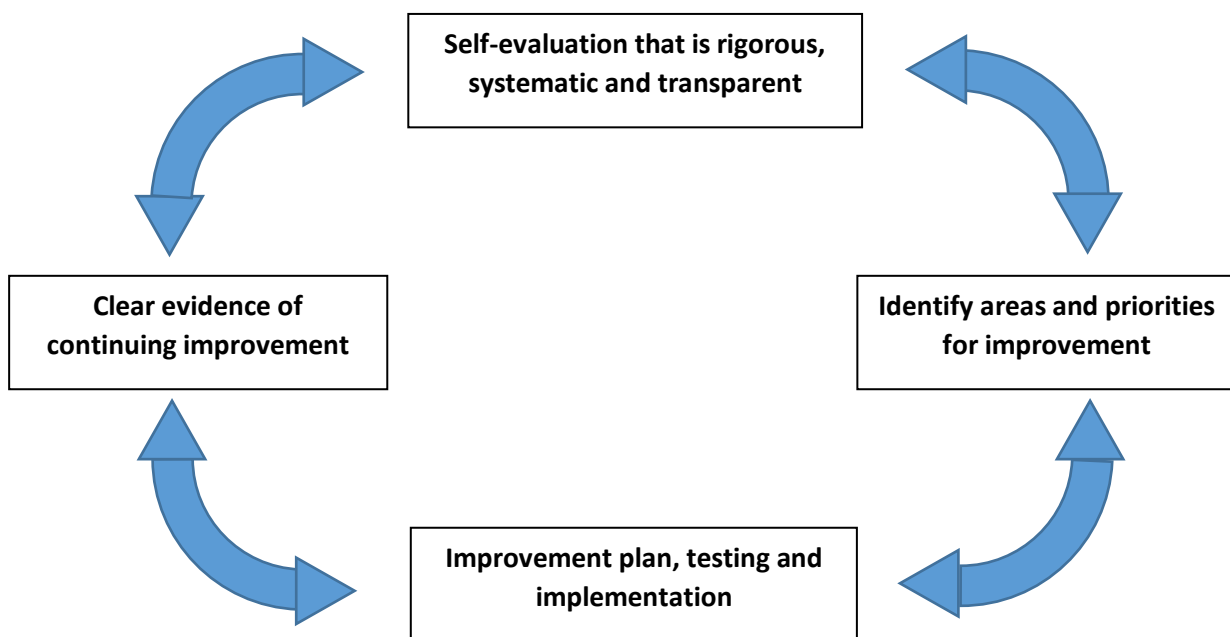 Self-evaluation that is rigorous,
systematic and transparent
Clear evidence of
continuing improvement
Identify areas and priorities
for improvement
Improvement plan, testing and
implementation